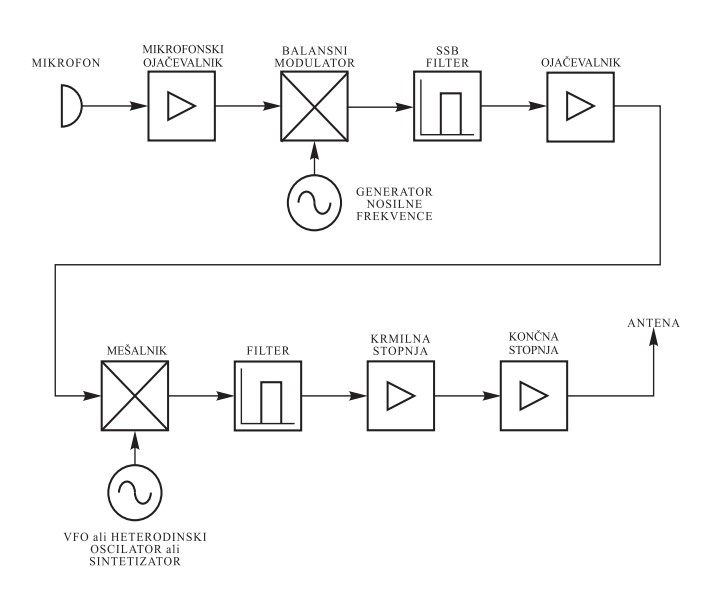 MIKROFON
MIKROFONSKI
OJAČEVALNIK
BALANSNI
MODULATOR
SSB
FILTER
OJAČEVALNIK
GENERATOR
NOSILNE
FREKVENCE
MEŠALNIK
FILTER
KRMILNA
STOPNJA
KONČNA
STOPNJA
ANTENA
VFO ali HETERODINSKI
OSCILATOR ali
SINTETIZATOR